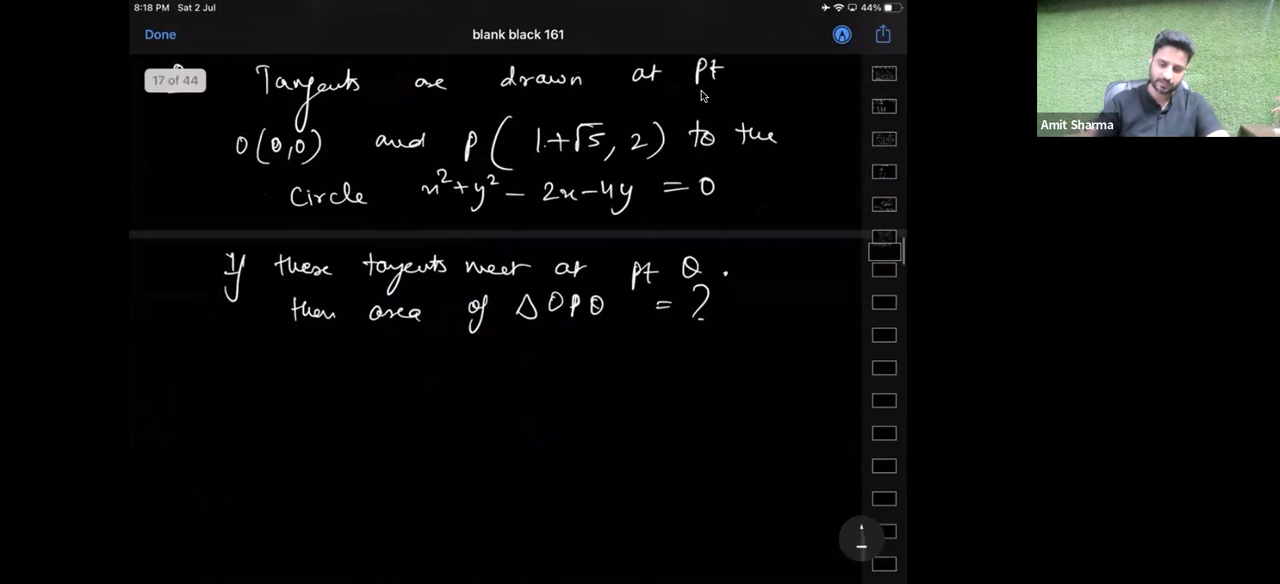 8:18 PM Sat 2 Jul
44%
Done
blank black 161
17 of 44
Tangents are drawn at pt
O(0,0) and P(1+√5, 2) to the
Circle x²+y²-2x-4y = 0
If these tangents meet at pt Q.
then area of ΔOPQ = ?
Amit Sharma